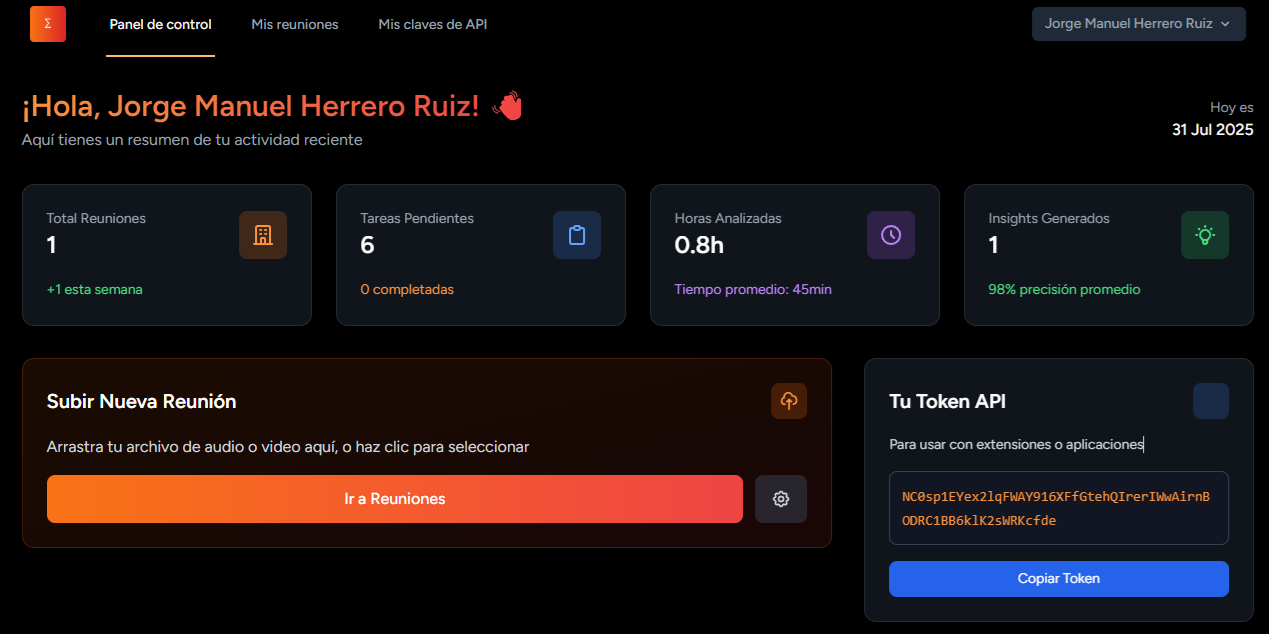 Σ
Panel de control
Mis reuniones
Mis claves de API
Jorge Manuel Herrero Ruiz
¡Hola, Jorge Manuel Herrero Ruiz!
Aquí tienes un resumen de tu actividad reciente
Hoy es
31 Jul 2025
Total Reuniones
1
+1 esta semana
Tareas Pendientes
6
0 completadas
Horas Analizadas
0.8h
Tiempo promedio: 45min
Insights Generados
1
98% precisión promedio
Subir Nueva Reunión
Arrastra tu archivo de audio o video aquí, o haz clic para seleccionar
Ir a Reuniones
Tu Token API
Para usar con extensiones o aplicaciones
NC0sp1EYex2lqFWAY916XFfGtehQIrerIWwAirnB
ODRC1BB6klK2sWRKcfde
Copiar Token